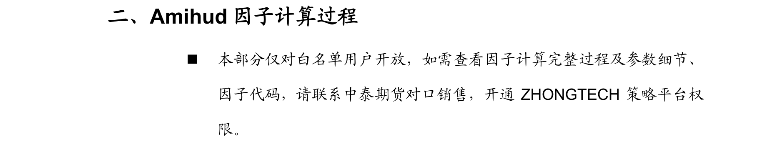 二、Amihud 因子计算过程
■ 本部分仅对白名单用户开放，如需查看因子计算完整过程及参数细节、
因子代码，请联系中泰期货对口销售，开通 ZHONGTECH 策略平台权
限。